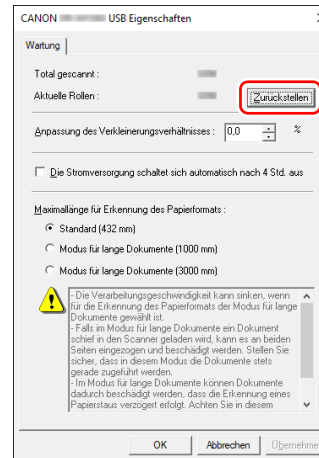 CANON USB Eigenschaften
Wartung
Total gescannt :
Aktuelle Rollen :
Zurückstellen
Anpassung des Verkleinerungsverhältnisses : 0,0 %
Die Stromversorgung schaltet sich automatisch nach 4 Std. aus
Maximallänge für Erkennung des Papierformats :
Standard (432 mm)
Modus für lange Dokumente (1000 mm)
Modus für lange Dokumente (3000 mm)
- Die Verarbeitungsgeschwindigkeit kann sinken, wenn
für die Erkennung des Papierformats der Modus für lange
Dokumente gewählt ist.
- Falls im Modus für lange Dokumente ein Dokument
schief in den Scanner geladen wird, kann es an beiden
Seiten eingezogen und beschädigt werden. Stellen Sie
sicher, dass in diesem Modus die Dokumente stets
gerade zugeführt werden.
- Im Modus für lange Dokumente können Dokumente
dadurch beschädigt werden, dass die Erkennung eines
Papierstaus verzögert erfolgt. Achten Sie in diesem
OK Abbrechen Übernehme